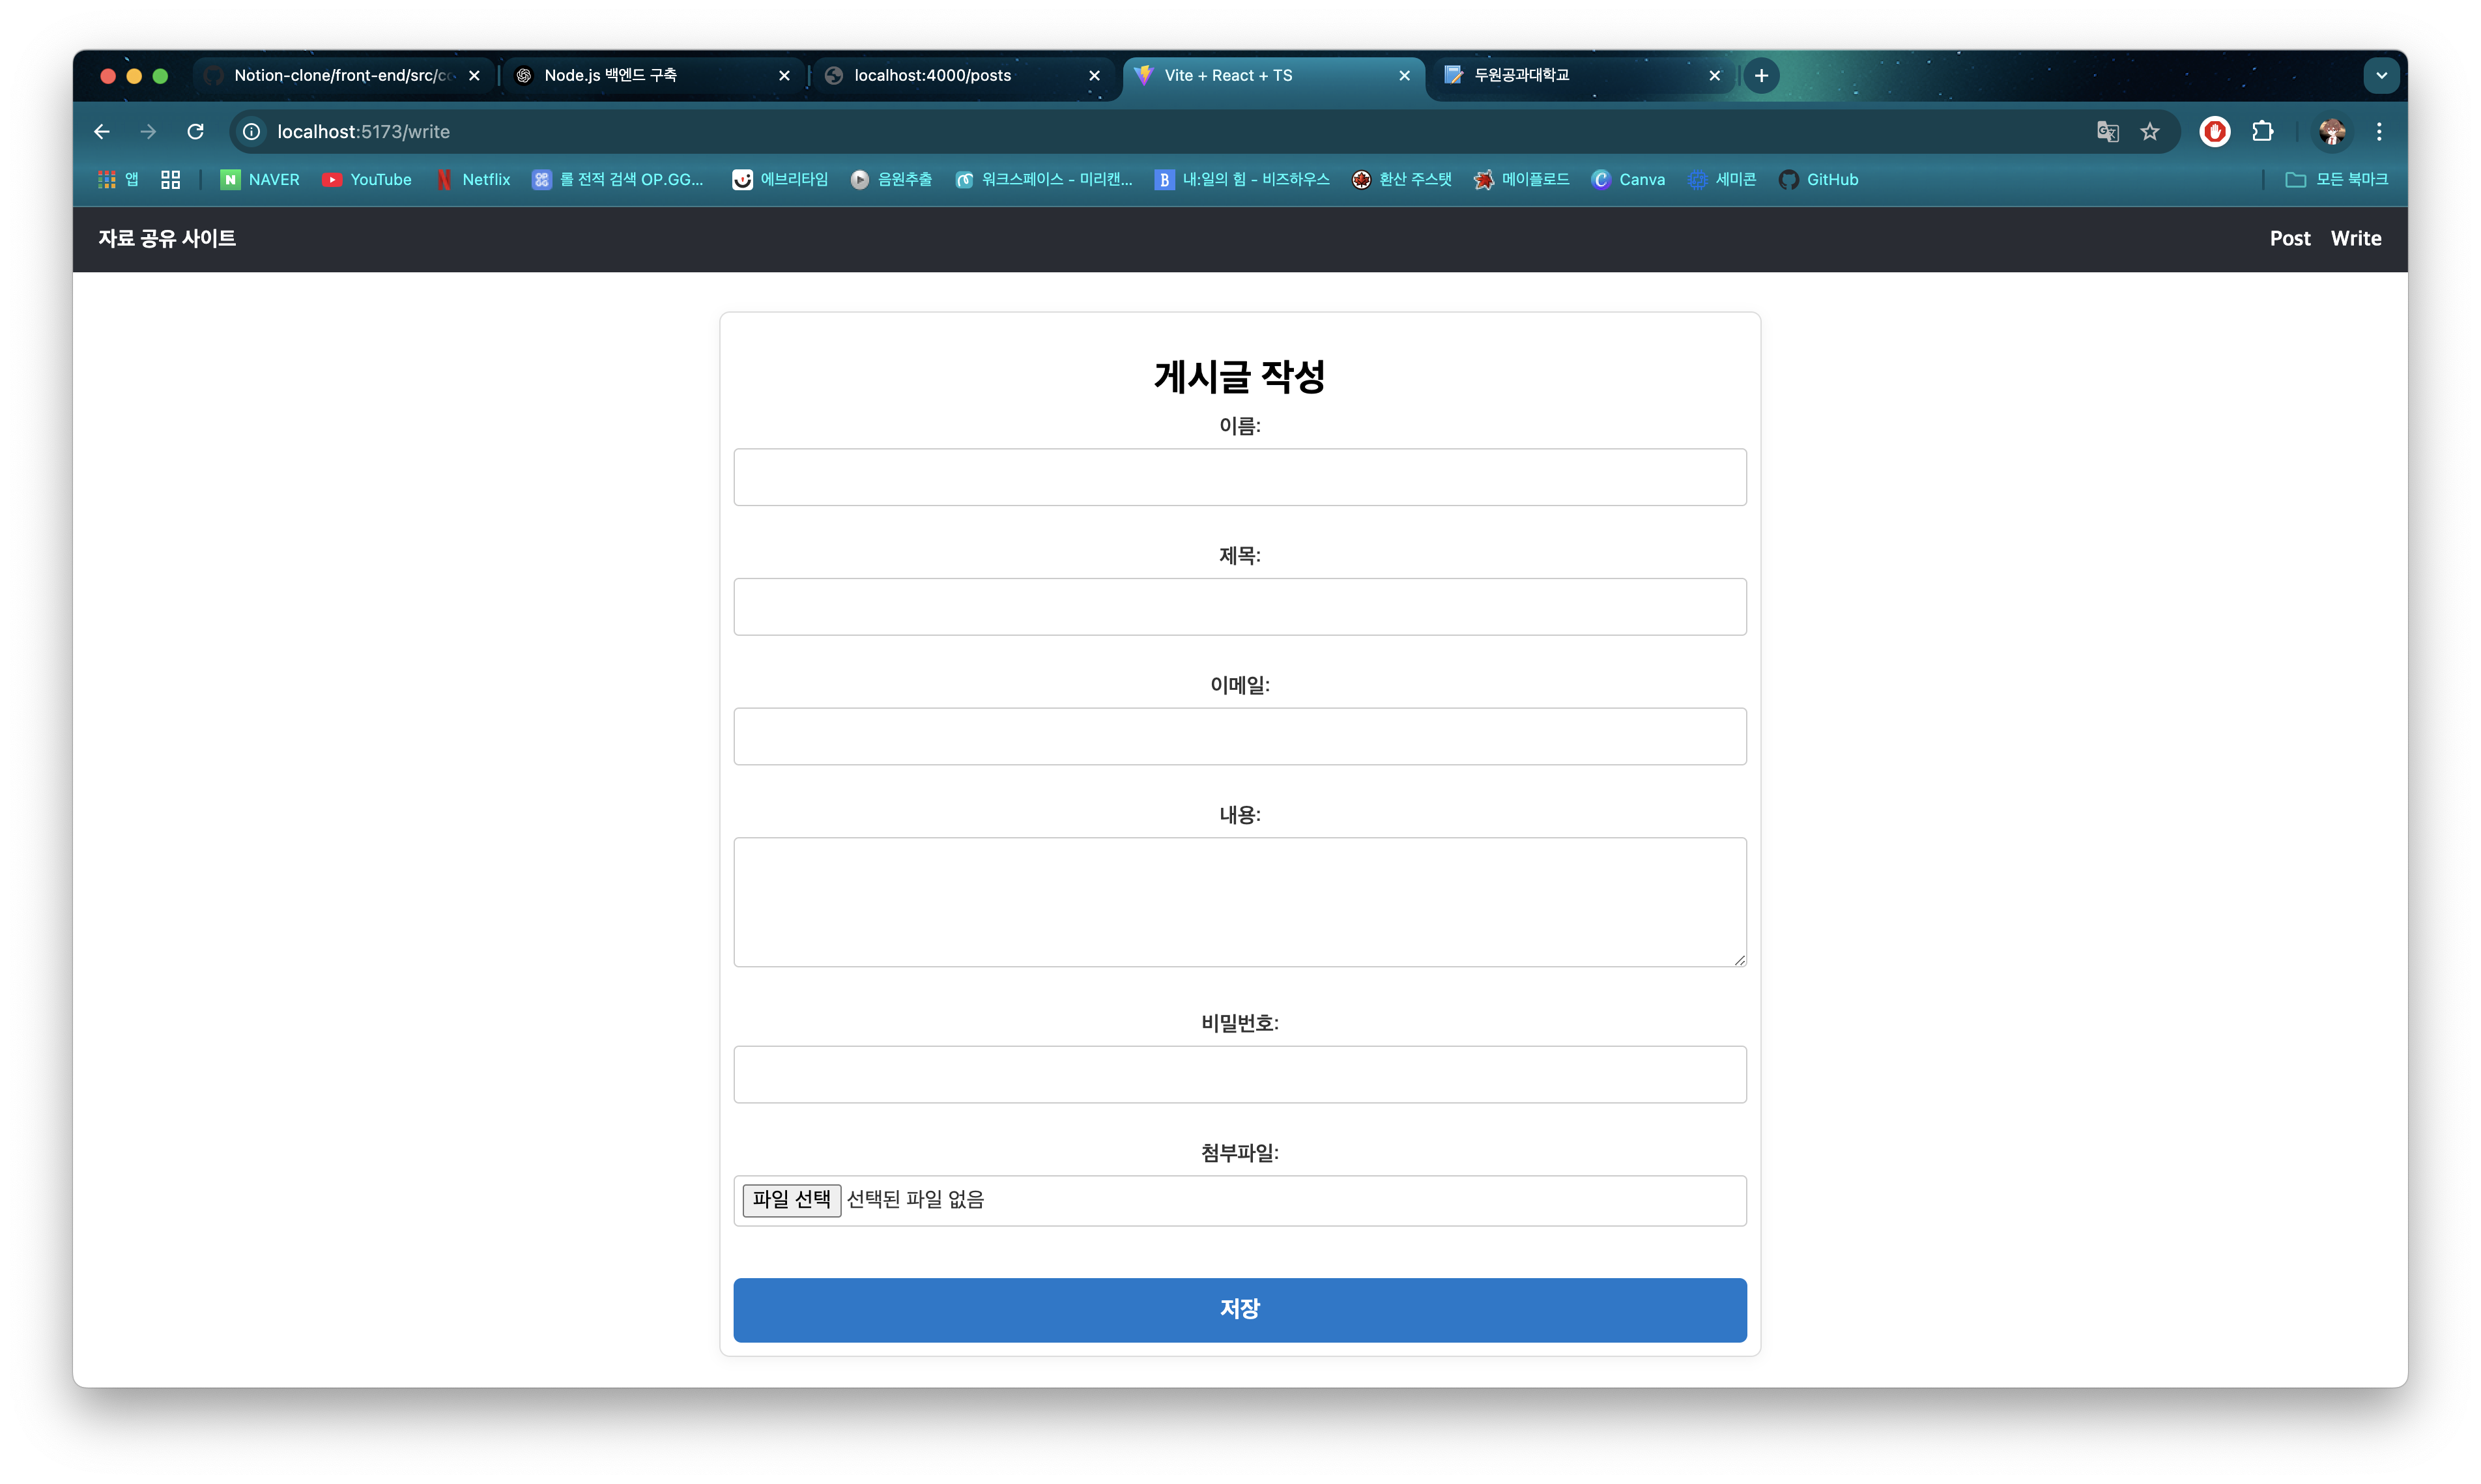 Notion-clone/front-end/src/co
Node.js 백엔드 구축
localhost:4000/posts
Vite + React + TS
두원공과대학교
localhost:5173/write
앱
NAVER
YouTube
Netflix
롤 전적 검색 OP.GG...
에브리타임
음원추출
워크스페이스 - 미리캔...
내:일의 힘 - 비즈하우스
환산 주스탯
메이플로드
Canva
세미콘
GitHub
모든 북마크
자료 공유 사이트
Post Write
게시글 작성
이름:
제목:
이메일:
내용:
비밀번호:
첨부파일:
파일 선택 선택된 파일 없음
저장